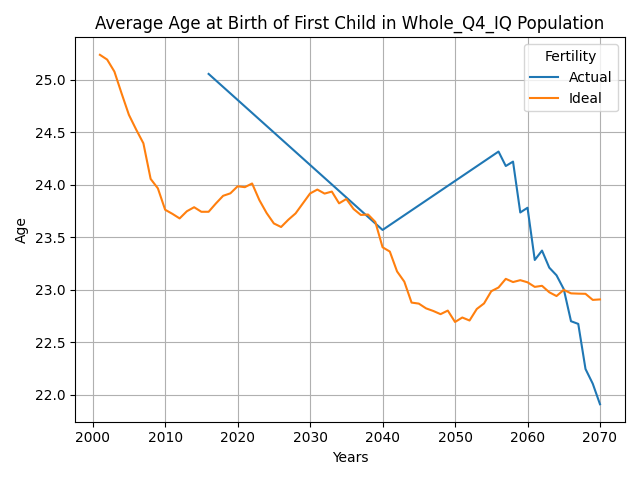 Average Age at Birth of First Child in Whole_Q4_IQ Population
Fertility
Actual
Ideal
Age
25.0
24.5
24.0
23.5
23.0
22.5
22.0
2000 2010 2020 2030 2040 2050 2060 2070
Years